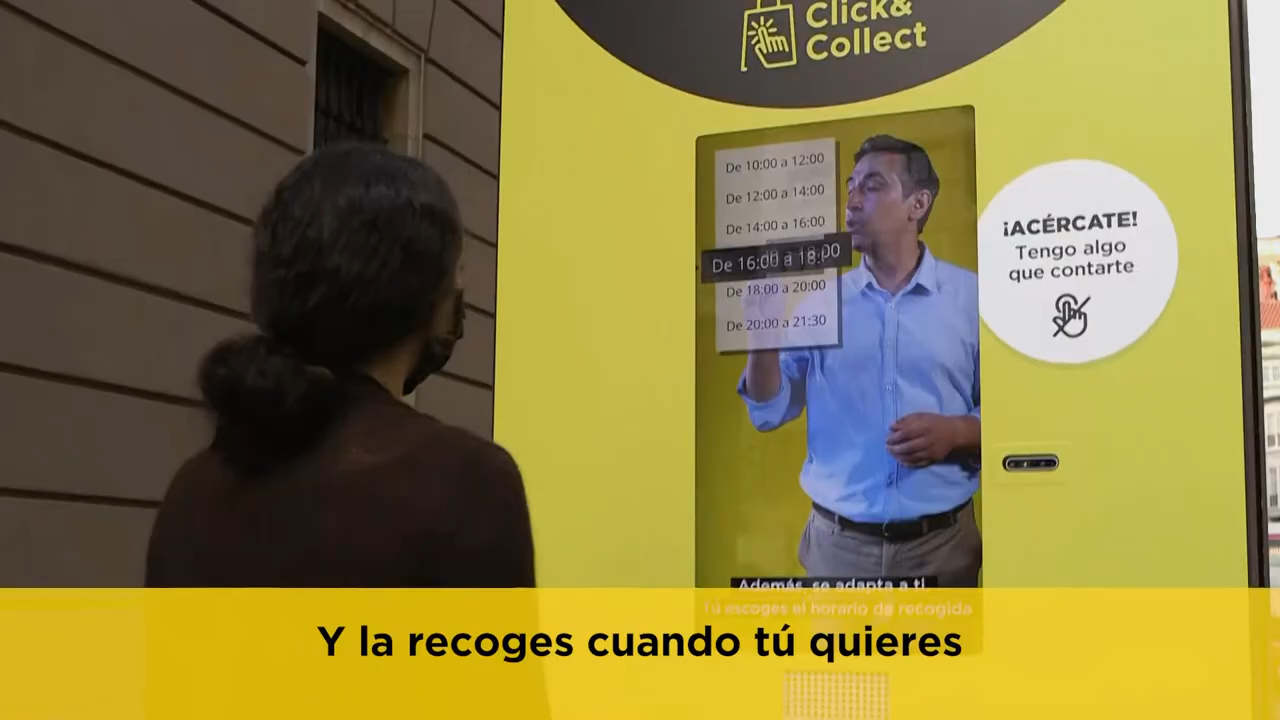 Click&
Collect
De 10:00 a 12:00
De 12:00 a 14:00
De 14:00 a 16:00
De 16:00 a 18:00
De 18:00 a 20:00
De 20:00 a 21:30
¡ACÉRCATE!
Tengo algo
que contarte
Además, se adapta a ti.
Tú escoges el horario de recogida
Y la recoges cuando tú quieres